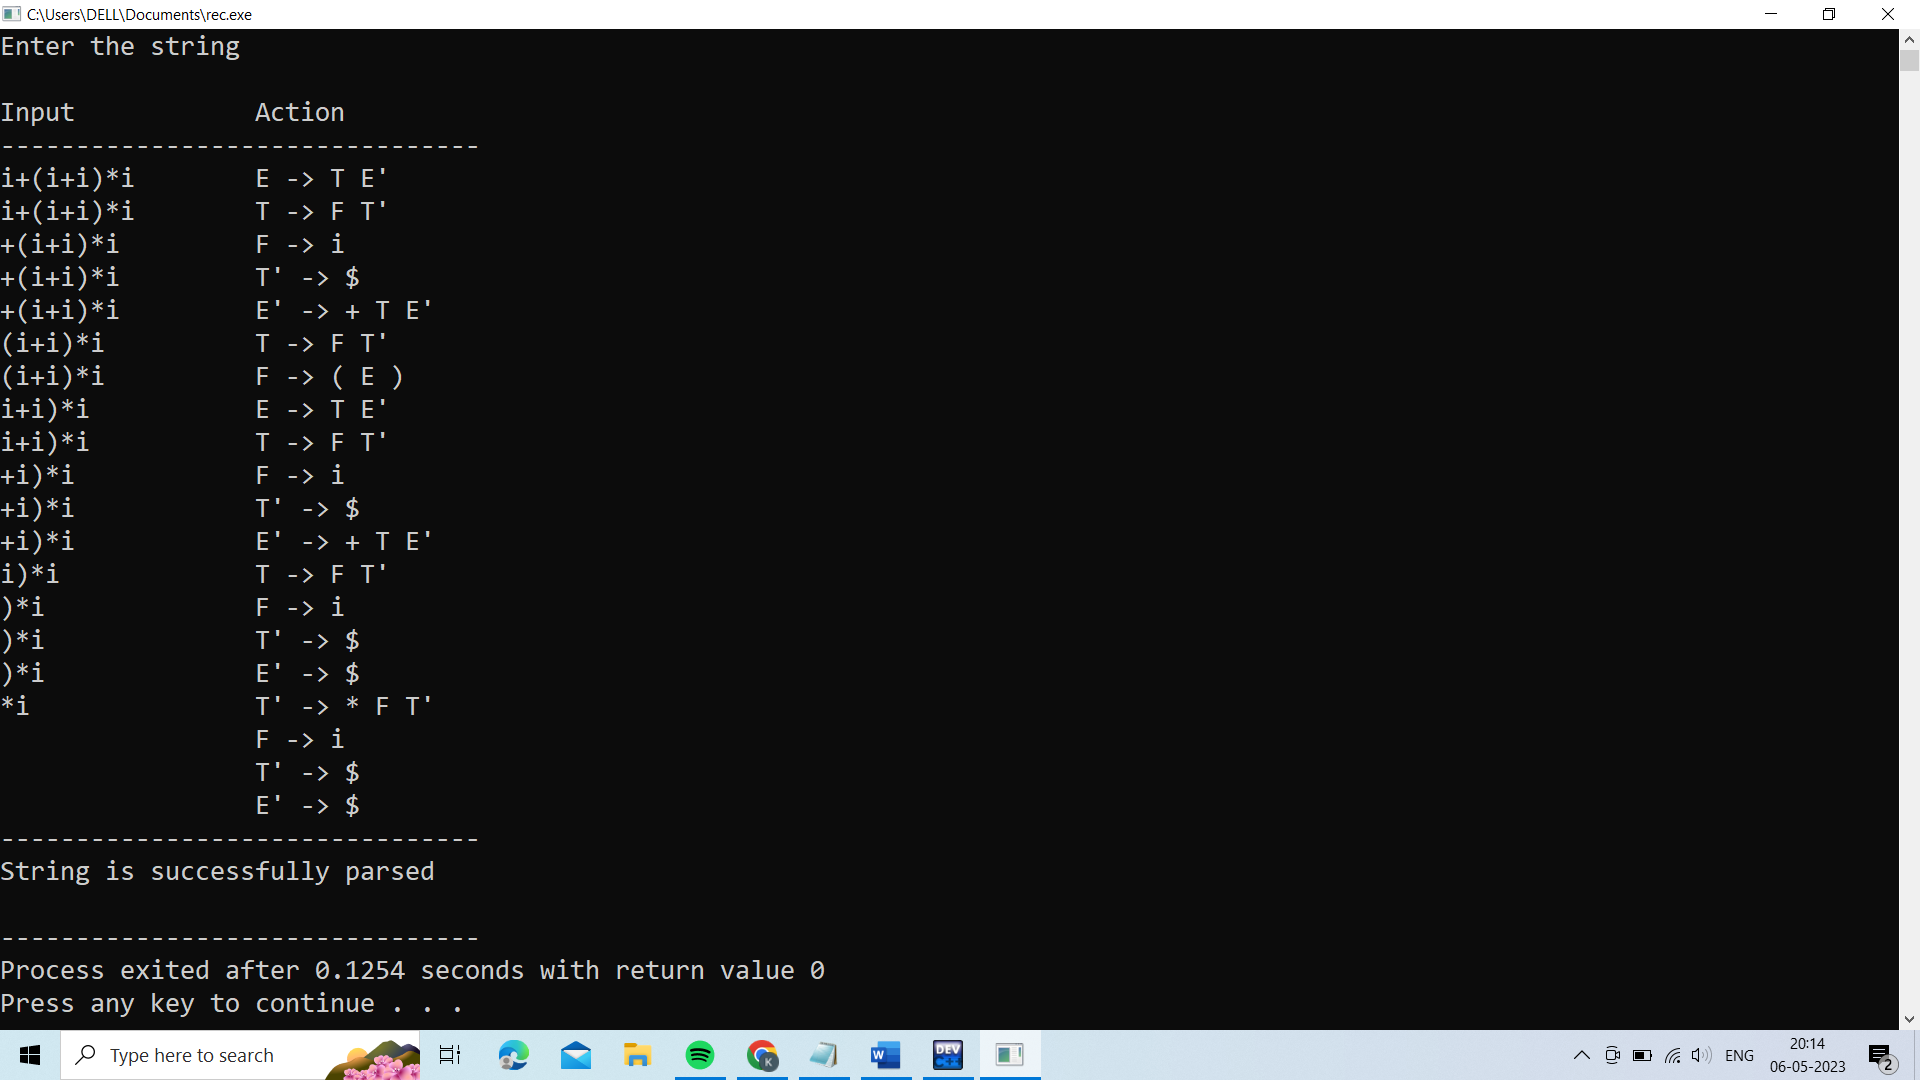 C:\Users\DELL\Documents\rec.exe
Enter the string
Input Action
--------------------------------
i+(i+i)*i E -> T E'
i+(i+i)*i T -> F T'
+(i+i)*i F -> i
+(i+i)*i T' -> $
+(i+i)*i E' -> + T E'
(i+i)*i T -> F T'
(i+i)*i F -> ( E )
i+i)*i E -> T E'
i+i)*i T -> F T'
+i)*i F -> i
+i)*i T' -> $
+i)*i E' -> + T E'
i)*i T -> F T'
)*i F -> i
)*i T' -> $
)*i E' -> $
*i T' -> * F T'
F -> i
T' -> $
E' -> $
--------------------------------
String is successfully parsed
--------------------------------
Process exited after 0.1254 seconds with return value 0
Press any key to continue . . .
Type here to search
K
W
DEV
C++
ENG
20:14
06-05-2023
2